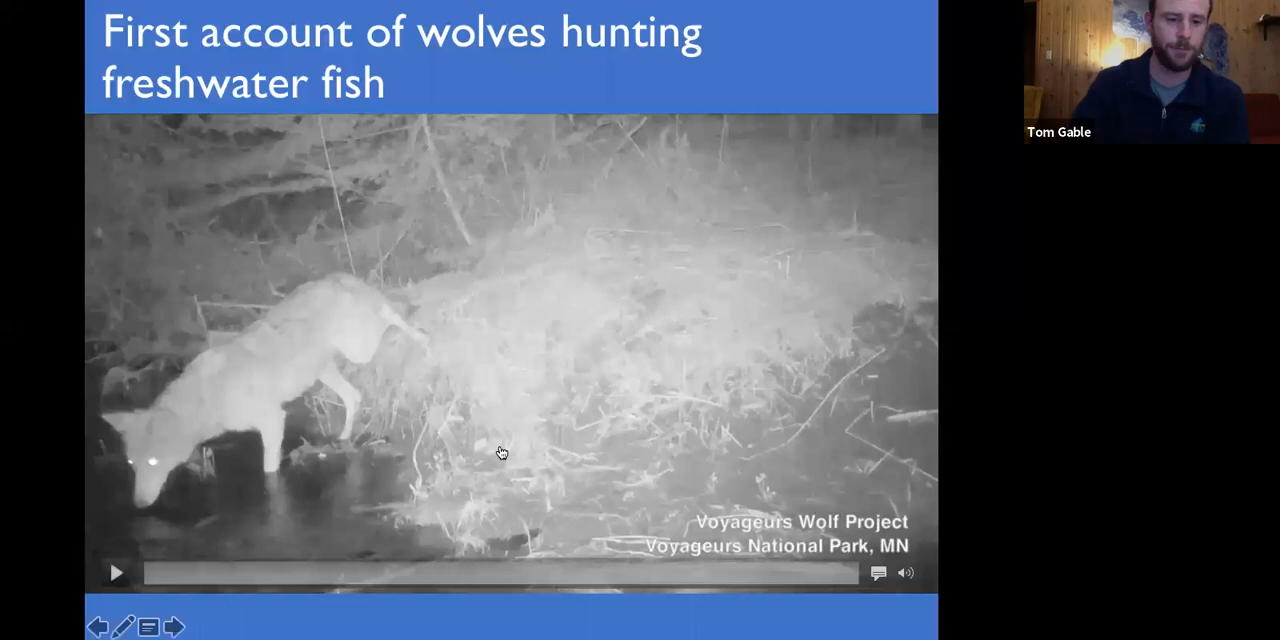 First account of wolves hunting
freshwater fish
Tom Gable
Voyageurs Wolf Project
Voyageurs National Park, MN